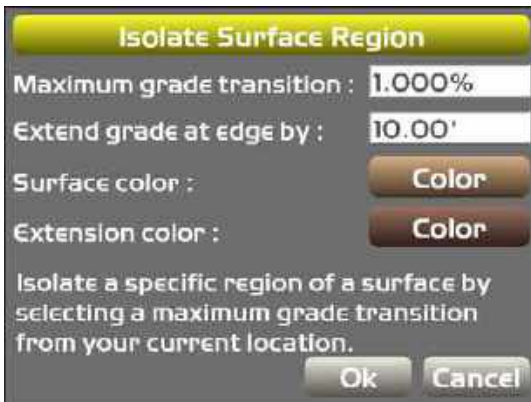 Isolate Surface Region
Maximum grade transition : 1.000%
Extend grade at edge by : 10.00'
Surface color : Color
Extension color : Color
Isolate a specific region of a surface by
selecting a maximum grade transition
from your current location.
Ok Cancel